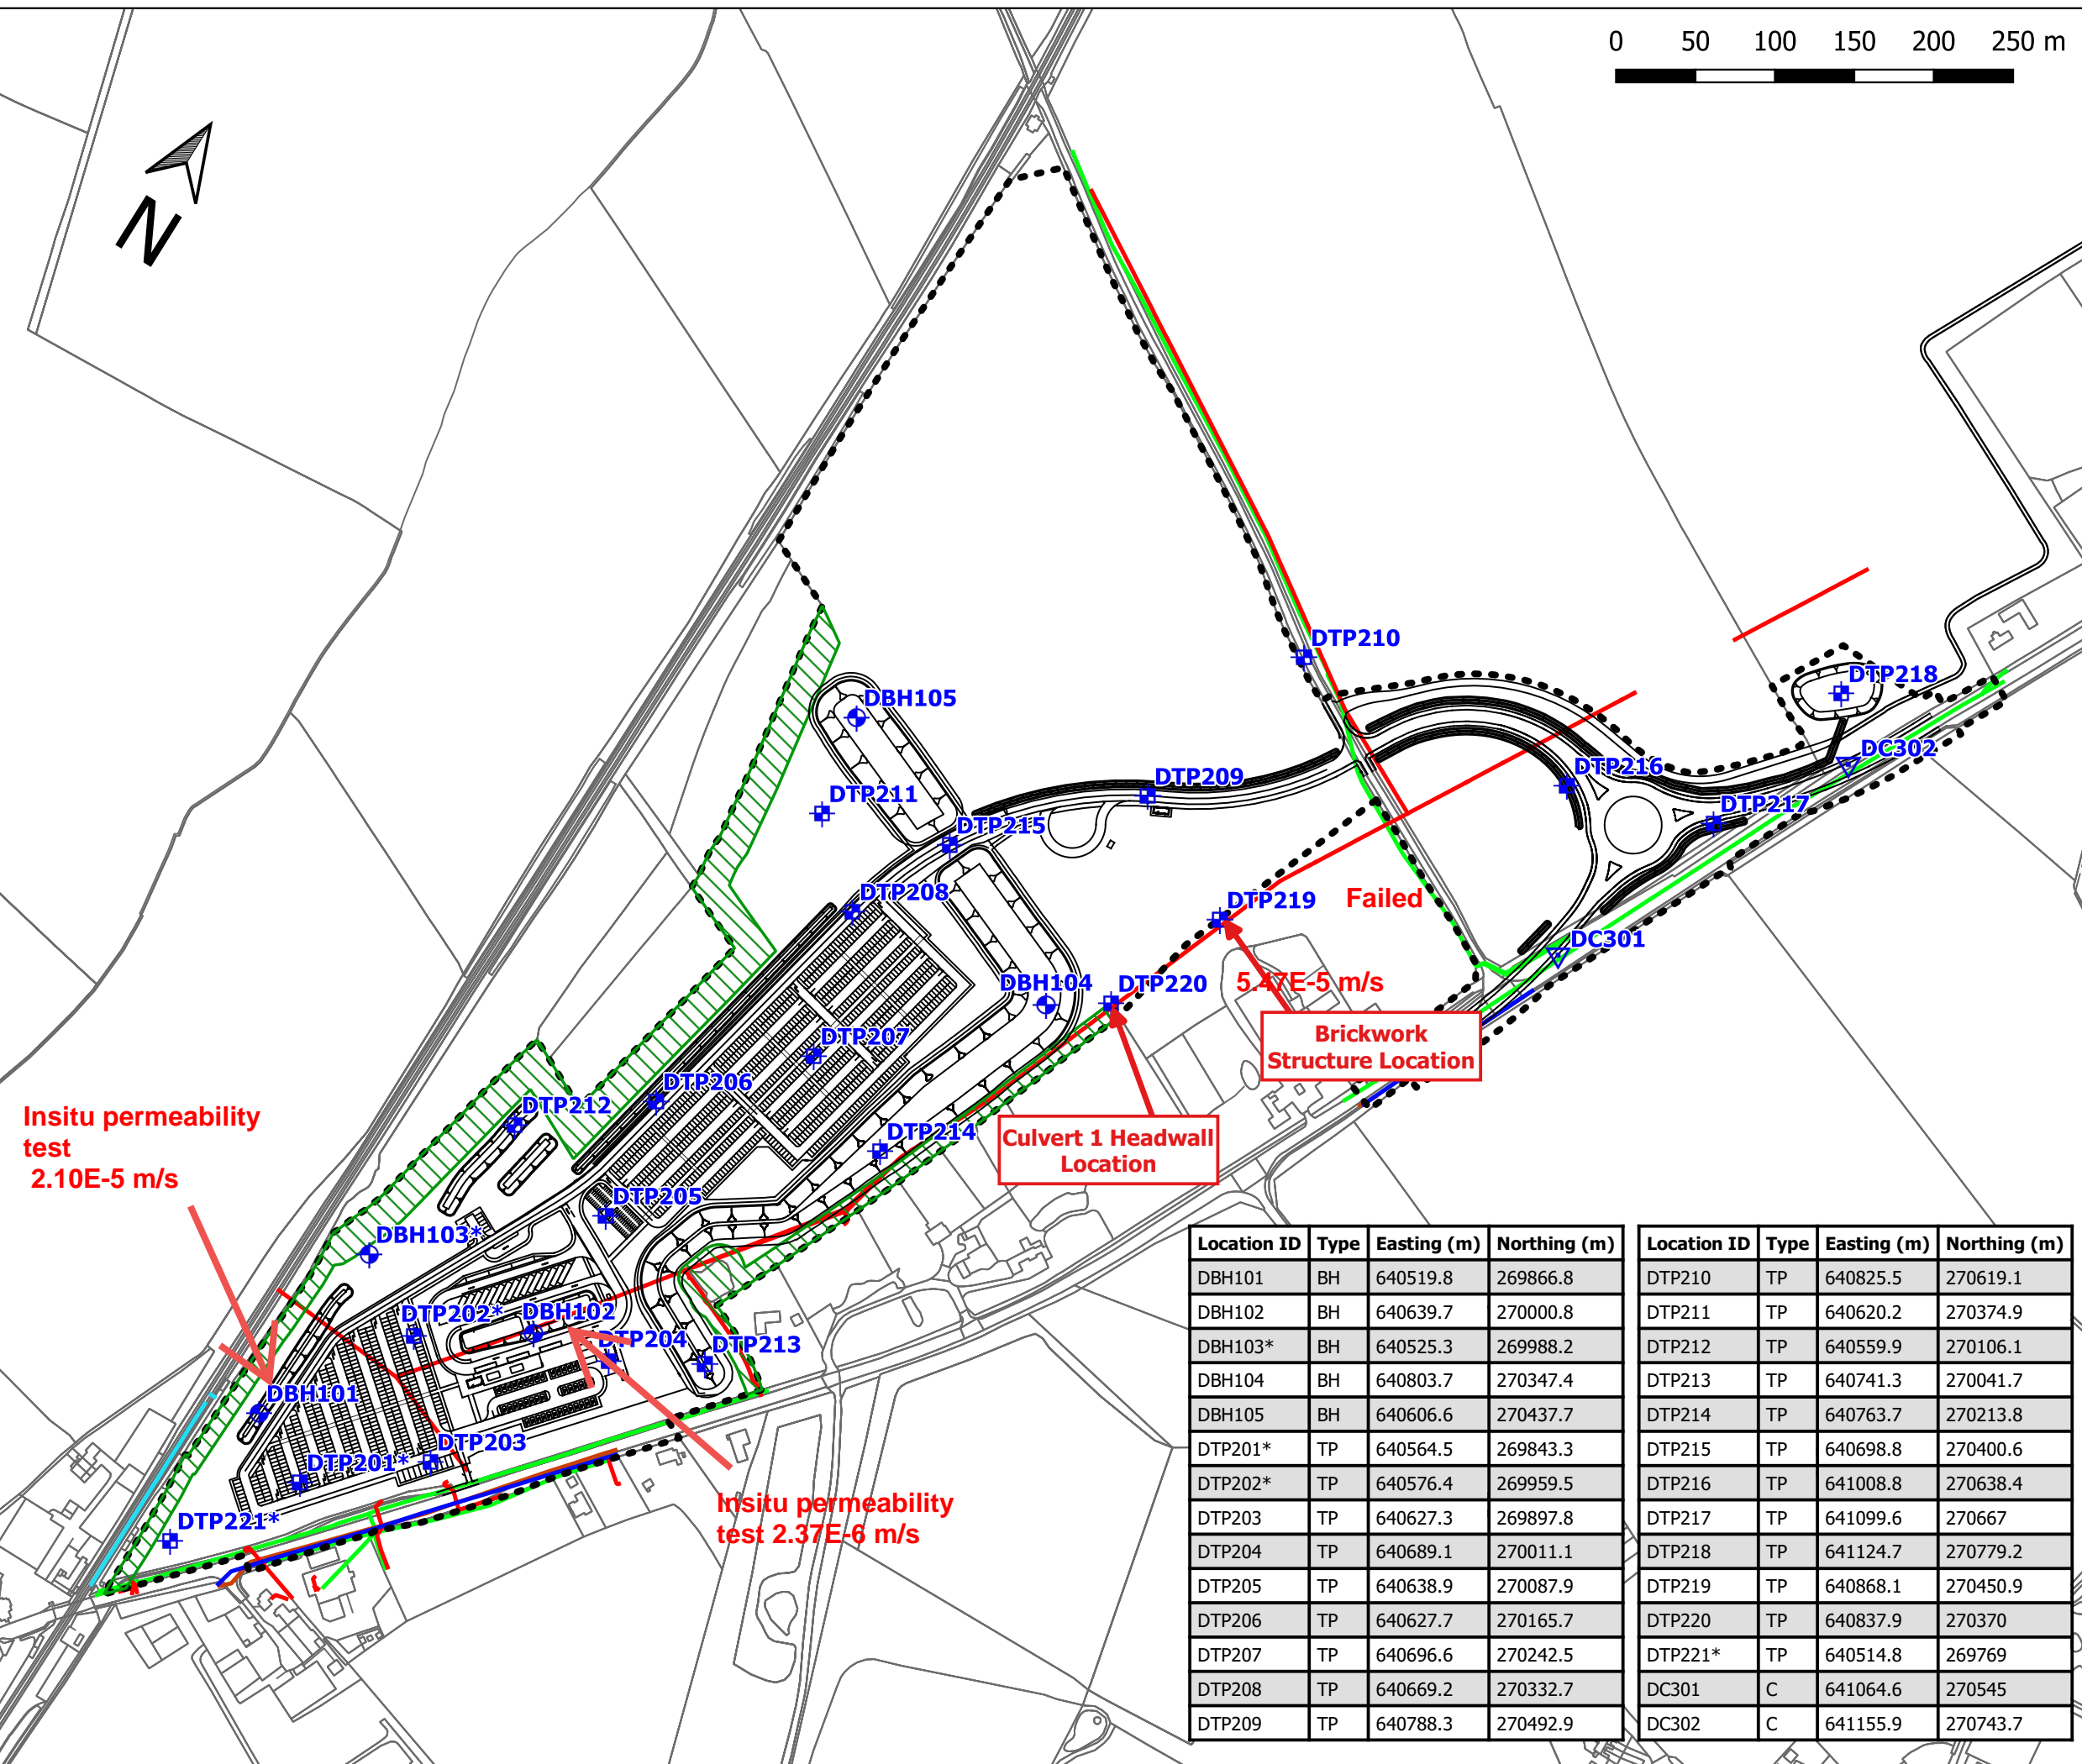 0 50 100 150 200 250 m
N
DTP210
DBH105
DTP218
DC302
DTP209
DTP216
DTP211
DTP217
DTP215
DTP208
DTP219
Failed
DC301
DBH104
DTP220
5.47E-5 m/s
Brickwork
Structure Location
DTP207
DTP206
DTP212
Insitu permeability
test
2.10E-5 m/s
DTP214
Culvert 1 Headwall
Location
DTP205
DBH103*
DTP202*
DBH102
DTP204
DTP213
DBH101
DTP203
DTP201*
DTP221*
Insitu permeability
test 2.37E-6 m/s
Location ID Type Easting (m) Northing (m)
DBH101 BH 640519.8 269866.8
DBH102 BH 640639.7 270000.8
DBH103* BH 640525.3 269988.2
DBH104 BH 640803.7 270347.4
DBH105 BH 640606.6 270437.7
DTP201* TP 640564.5 269843.3
DTP202* TP 640576.4 269959.5
DTP203 TP 640627.3 269897.8
DTP204 TP 640689.1 270011.1
DTP205 TP 640638.9 270087.9
DTP206 TP 640627.7 270165.7
DTP207 TP 640696.6 270242.5
DTP208 TP 640669.2 270332.7
DTP209 TP 640788.3 270492.9
Location ID Type Easting (m) Northing (m)
DTP210 TP 640825.5 270619.1
DTP211 TP 640620.2 270374.9
DTP212 TP 640559.9 270106.1
DTP213 TP 640741.3 270041.7
DTP214 TP 640763.7 270213.8
DTP215 TP 640698.8 270400.6
DTP216 TP 641008.8 270638.4
DTP217 TP 641099.6 270667
DTP218 TP 641124.7 270779.2
DTP219 TP 640868.1 270450.9
DTP220 TP 640837.9 270370
DTP221* TP 640514.8 269769
DC301 C 641064.6 270545
DC302 C 641155.9 270743.7